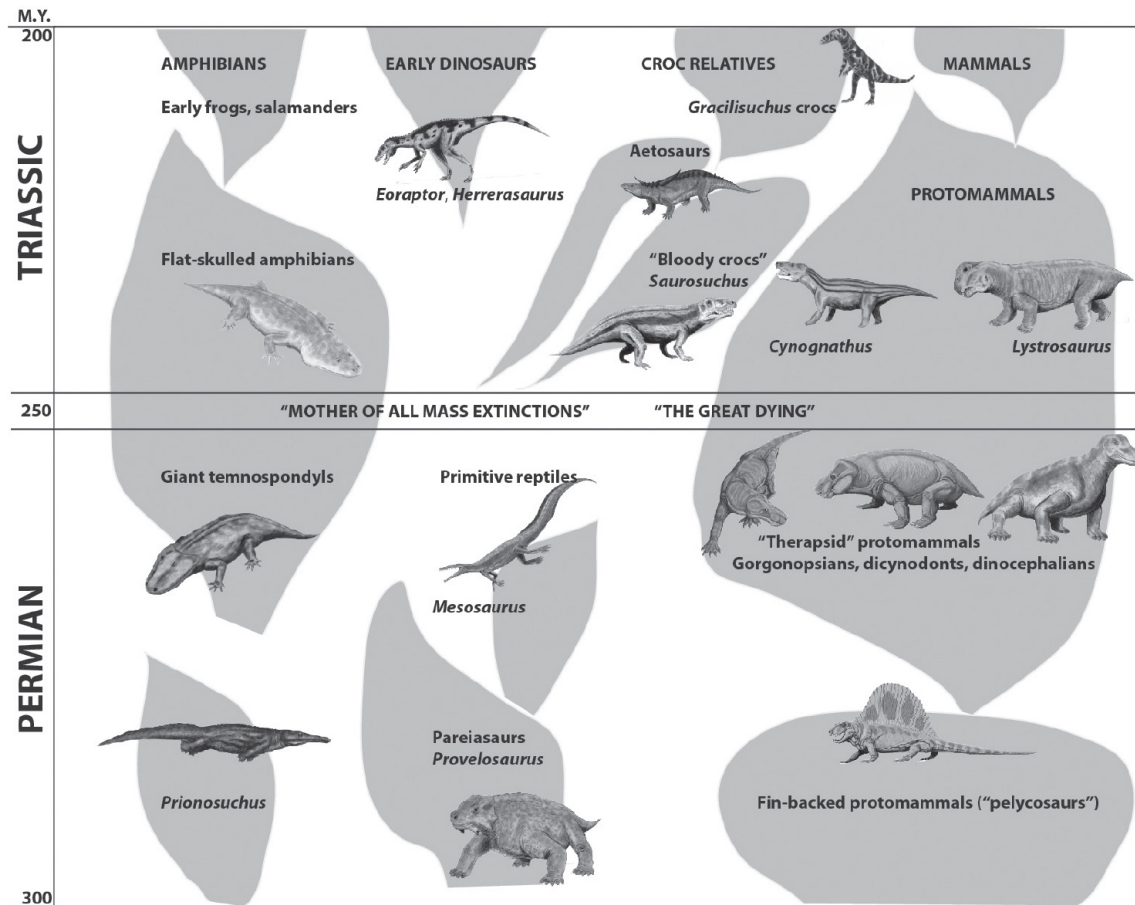 M.Y.
200
AMPHIBIANS
EARLY DINOSAURS
CROC RELATIVES
MAMMALS
Early frogs, salamanders
Gracilisuchus crocs
Aetosaurs
Eoraptor, Herrerasaurus
PROTOMAMMALS
TRIASSIC
Flat-skulled amphibians
"Bloody crocs"
Saurosuchus
Cynognathus
Lystrosaurus
250
"MOTHER OF ALL MASS EXTINCTIONS"
"THE GREAT DYING"
Giant temnospondyls
Primitive reptiles
"Therapsid" protomammals
Gorgonopsians, dicynodonts, dinocephalians
Mesosaurus
PERMIAN
Pareiasaurs
Provelosaurus
Prionosuchus
Fin-backed protomammals ("pelycosaurs")
300